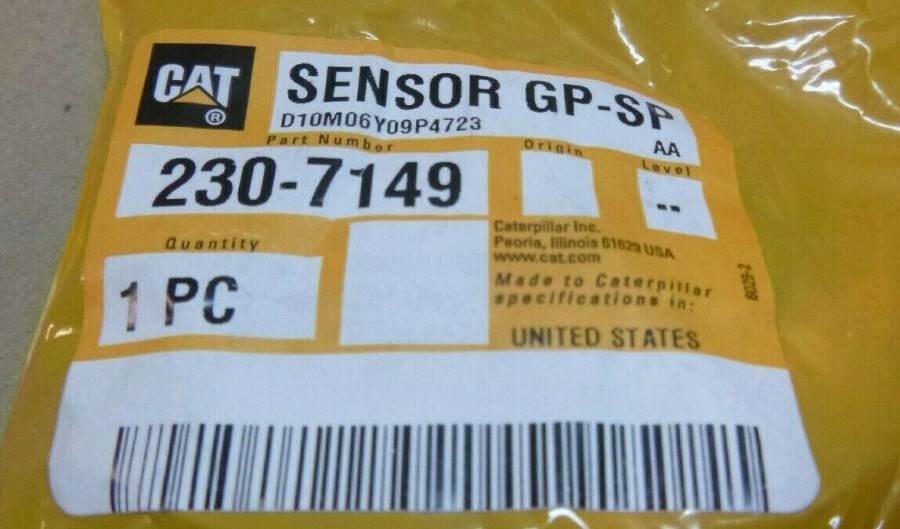 CAT®
SENSOR GP-SP
D10M06Y09P4723
AA
Part Number
Origin
Level
230-7149
--
Quantity
Caterpillar Inc.
Peoria, Illinois 61629 USA
www.cat.com
1 PC
Made to Caterpillar
specifications in:
UNITED STATES
6029-2